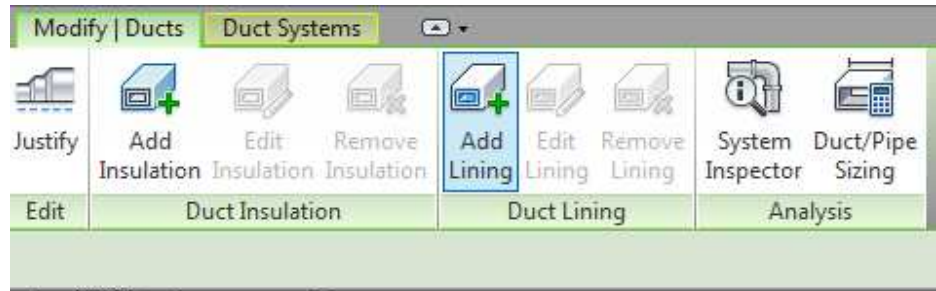 Modify | Ducts Duct Systems
Justify Add Insulation Edit Insulation Remove Insulation Add Lining Edit Lining Remove Lining System Inspector Duct/Pipe Sizing
Edit Duct Insulation Duct Lining Analysis